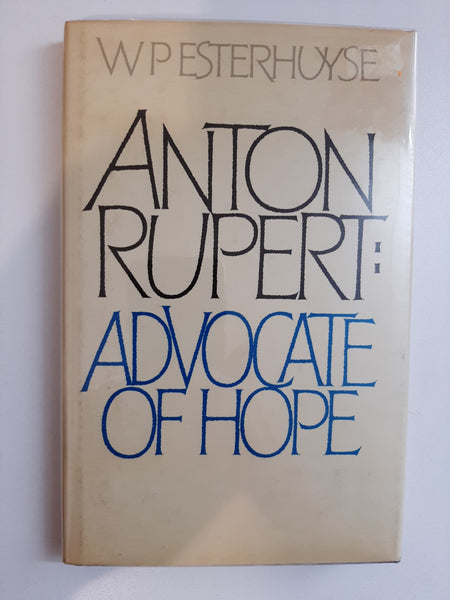 W P ESTERHUYSE
ANTON
RUPERT:
ADVOCATE
OF HOPE